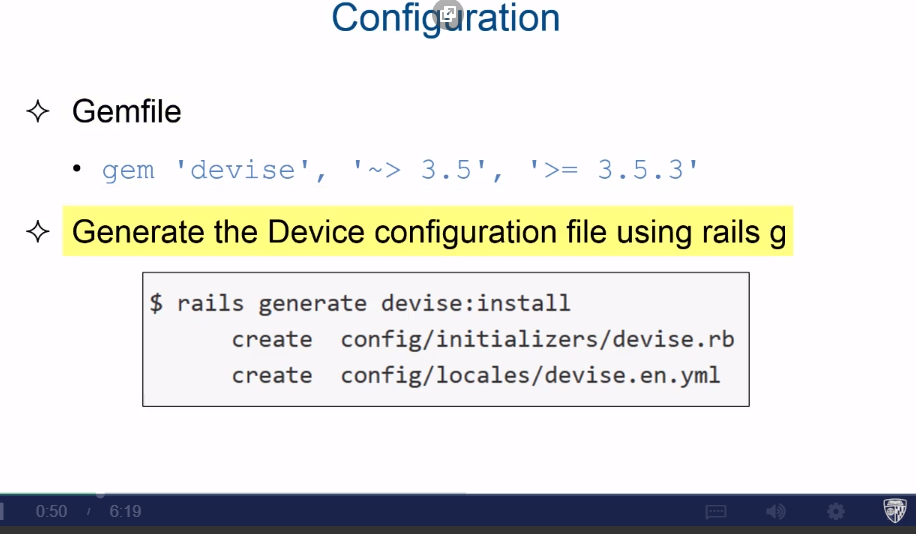 Configuration
Gemfile
gem 'devise', '~> 3.5', '>= 3.5.3'
Generate the Device configuration file using rails g
$ rails generate devise:install
create config/initializers/devise.rb
create config/locales/devise.en.yml
0:50 / 6:19